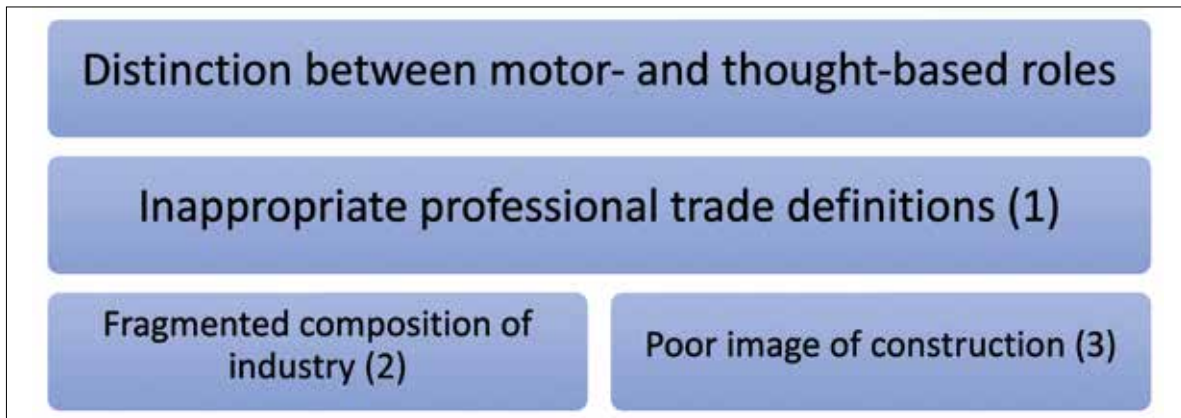 Distinction between motor- and thought-based roles
Inappropriate professional trade definitions (1)
Fragmented composition of
industry (2)
Poor image of construction (3)